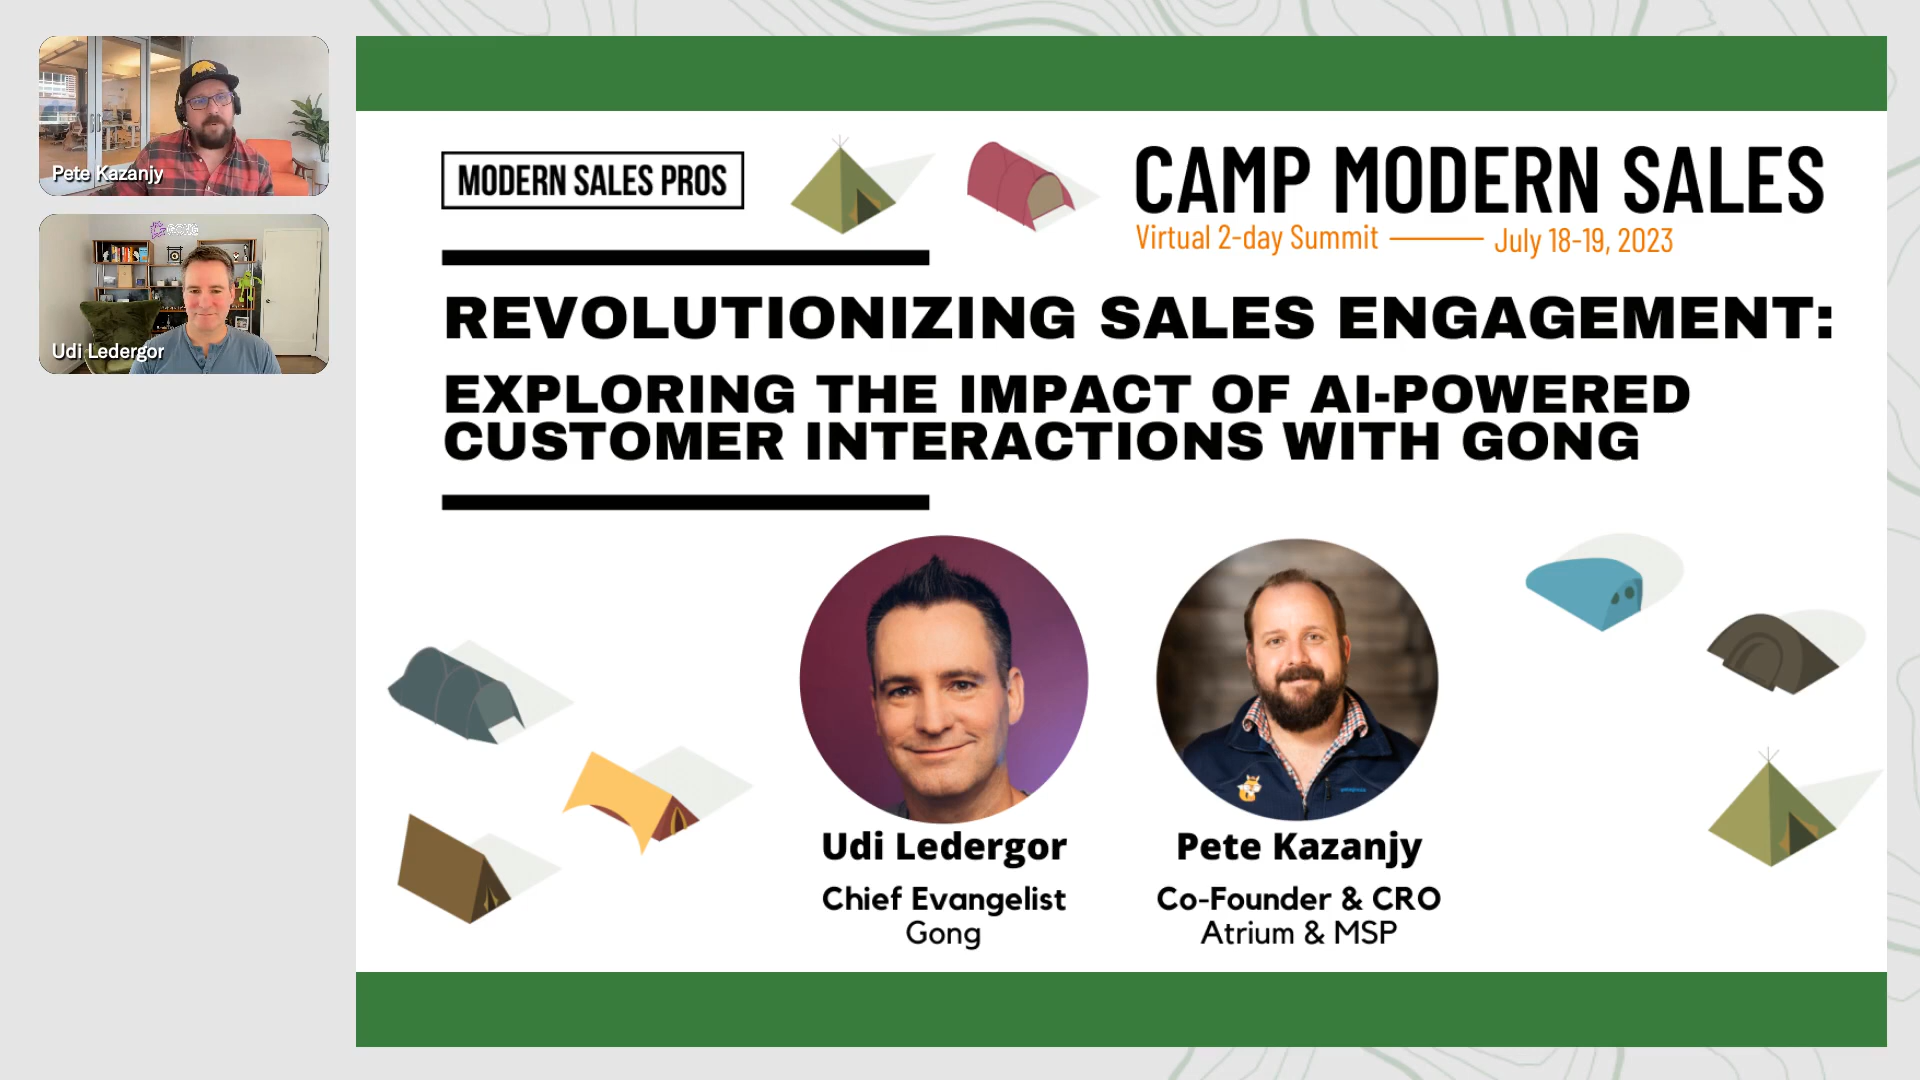 Pete Kazanjy
Udi Ledergor
GONG
MODERN SALES PROS
CAMP MODERN SALES
Virtual 2-day Summit
July 18-19, 2023
REVOLUTIONIZING SALES ENGAGEMENT:
EXPLORING THE IMPACT OF AI-POWERED
CUSTOMER INTERACTIONS WITH GONG
Udi Ledergor
Chief Evangelist
Gong
Pete Kazanjy
Co-Founder & CRO
Atrium & MSP